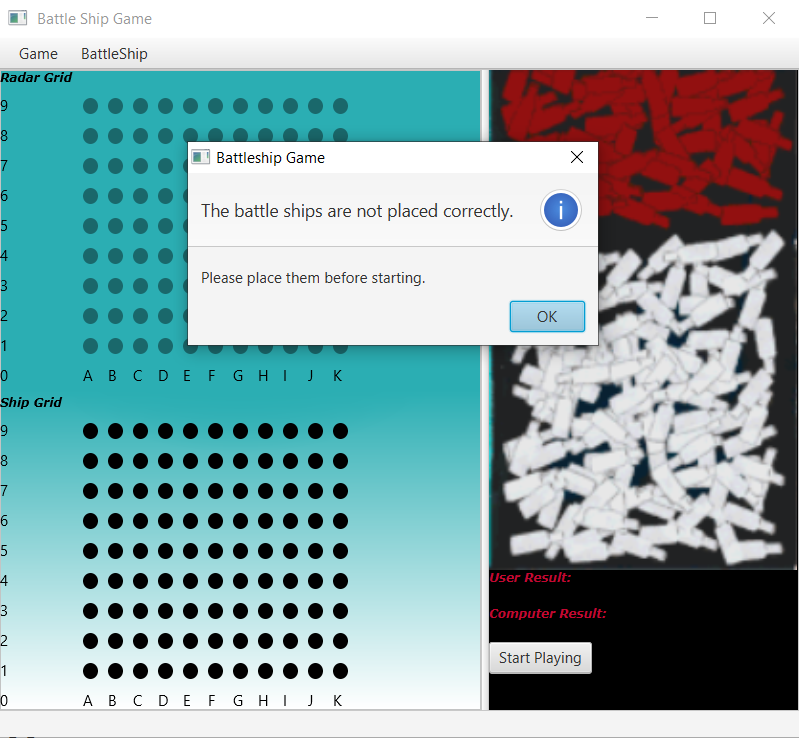 Battle Ship Game
Game BattleShip
Radar Grid
9
8
7
6
5
4
3
2
1
0 A B C D E F G H I J K
Battleship Game
The battle ships are not placed correctly.
i
Please place them before starting.
OK
Ship Grid
9
8
7
6
5
4
3
2
1
0 A B C D E F G H I J K
User Result:
Computer Result:
Start Playing